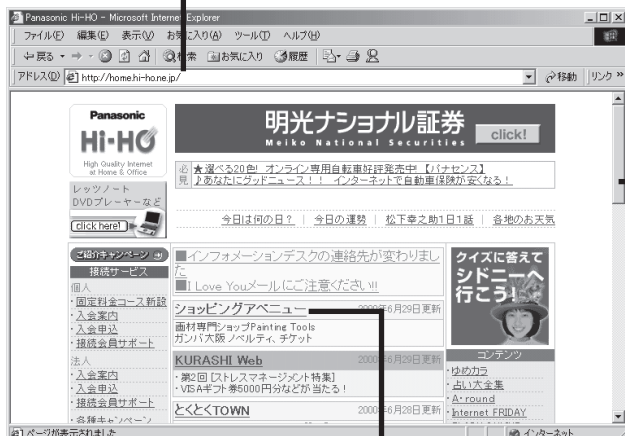 Panasonic Hi-HO - Microsoft Internet Explorer
ファイル(F) 編集(E) 表示(V) お気に入り(A) ツール(T) ヘルプ(H)
戻る 検索 お気に入り 履歴
アドレス(D) http://home.hi-ho.ne.jp/ 移動 リンク »
Panasonic
Hi-HO
High Quality Internet
at Home & Office
明光ナショナル証券
Meiko National Securities
click!
必見
★選べる20色! オンライン専用自転車好評発売中! 【パナセンス】
♪あなたにグッドニュース!! インターネットで自動車保険が安くなる!
レッツノート
DVDプレーヤーなど
click here!
今日は何の日? | 今日の運勢 | 松下幸之助1日1話 | 各地のお天気
ご紹介キャンペーン
接続サービス
個人
・固定料金コース新設
・入会案内
・入会申込
・接続会員サポート
法人
・入会案内
・入会申込
・接続会員サポート
・各種キャンペーン
■インフォメーションデスクの連絡先が変わりました
■I Love Youメールにご注意ください!!
ショッピングアベニュー 2000年6月29日更新
画材専門ショップPainting Tools
ガンバ大阪 ノベルティ、チケット
KURASHI Web 2000年6月29日更新
・第2回 [ストレスマネージメント特集]
・VISAギフト券5000円分などが当たる!
とくとくTOWN 2000年6月28日更新
クイズに答えて
シドニーへ
行こう!
コンテンツ
・ゆめカラ
・占い大全集
・A・round
・Internet FRIDAY
ページが表示されました インターネット